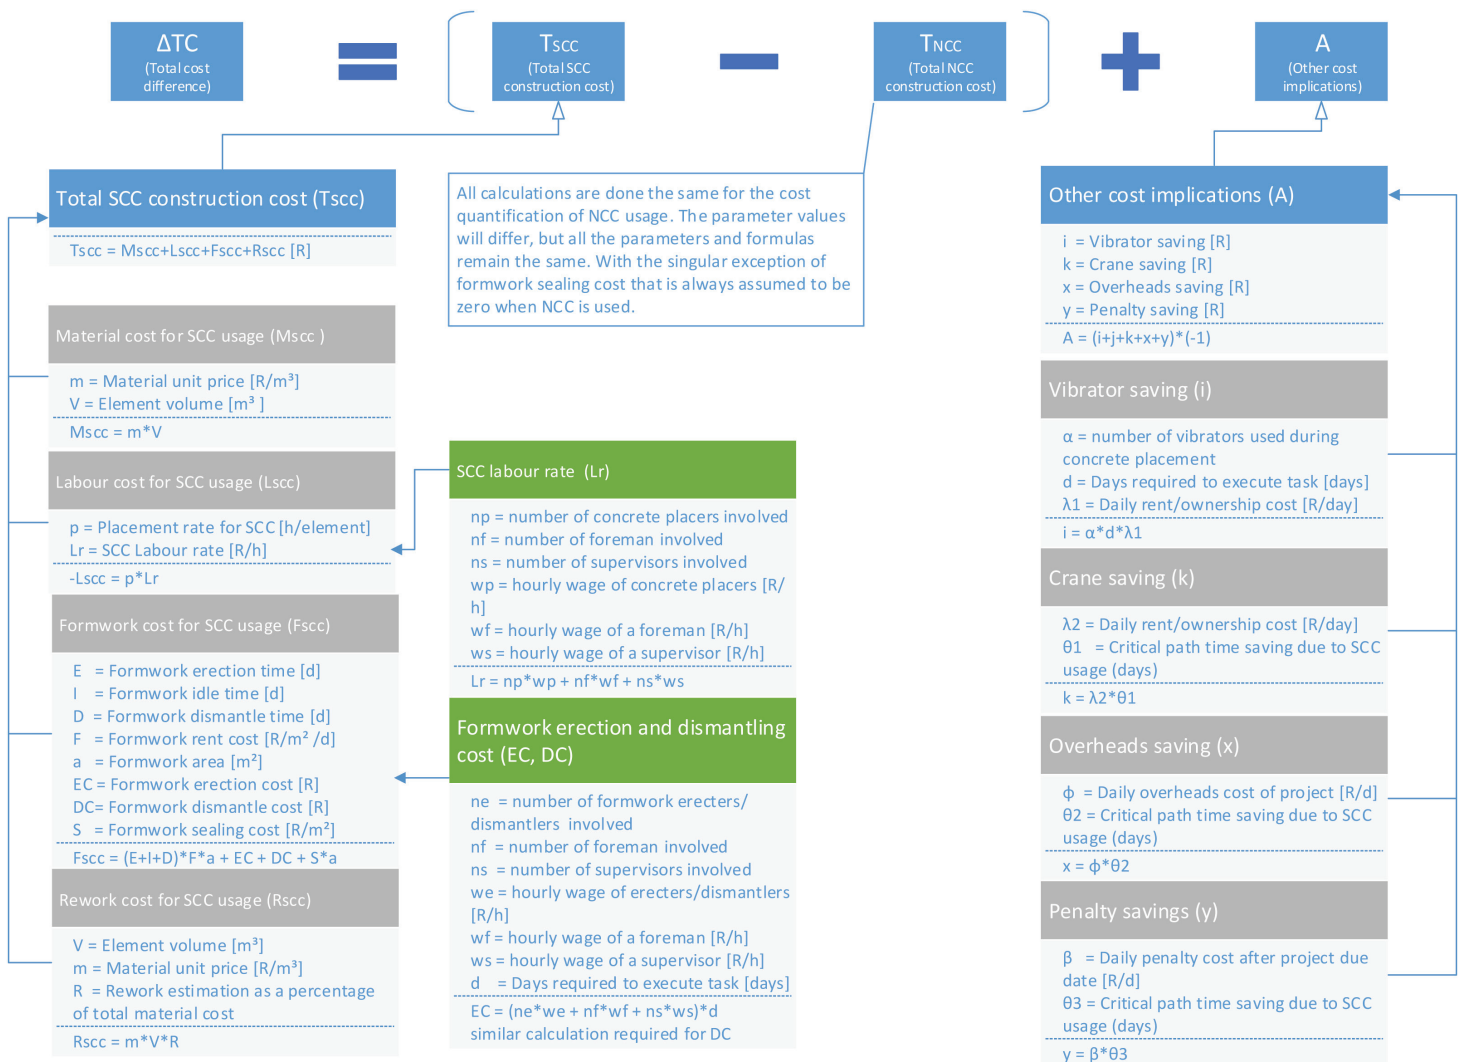 ΔTC
(Total cost
difference)
=
(
TSCC
(Total SCC
construction cost)
−
TNCC
(Total NCC
construction cost)
)
+
A
(Other cost
implications)
Total SCC construction cost (Tscc)
Tscc = Mscc+Lscc+Fscc+Rscc [R]
Material cost for SCC usage (Mscc )
m = Material unit price [R/m³]
V = Element volume [m³ ]
Mscc = m*V
Labour cost for SCC usage (Lscc)
p = Placement rate for SCC [h/element]
Lr = SCC Labour rate [R/h]
-Lscc = p*Lr
Formwork cost for SCC usage (Fscc)
E = Formwork erection time [d]
I = Formwork idle time [d]
D = Formwork dismantle time [d]
F = Formwork rent cost [R/m² /d]
a = Formwork area [m²]
EC = Formwork erection cost [R]
DC= Formwork dismantle cost [R]
S = Formwork sealing cost [R/m²]
Fscc = (E+I+D)*F*a + EC + DC + S*a
Rework cost for SCC usage (Rscc)
V = Element volume [m³]
m = Material unit price [R/m³]
R = Rework estimation as a percentage
of total material cost
Rscc = m*V*R
All calculations are done the same for the cost
quantification of NCC usage. The parameter values
will differ, but all the parameters and formulas
remain the same. With the singular exception of
formwork sealing cost that is always assumed to be
zero when NCC is used.
SCC labour rate (Lr)
np = number of concrete placers involved
nf = number of foreman involved
ns = number of supervisors involved
wp = hourly wage of concrete placers [R/
h]
wf = hourly wage of a foreman [R/h]
ws = hourly wage of a supervisor [R/h]
Lr = np*wp + nf*wf + ns*ws
Formwork erection and dismantling
cost (EC, DC)
ne = number of formwork erecters/
dismantlers involved
nf = number of foreman involved
ns = number of supervisors involved
we = hourly wage of erecters/dismantlers
[R/h]
wf = hourly wage of a foreman [R/h]
ws = hourly wage of a supervisor [R/h]
d = Days required to execute task [days]
EC = (ne*we + nf*wf + ns*ws)*d
similar calculation required for DC
Other cost implications (A)
i = Vibrator saving [R]
k = Crane saving [R]
x = Overheads saving [R]
y = Penalty saving [R]
A = (i+j+k+x+y)*(-1)
Vibrator saving (i)
α = number of vibrators used during
concrete placement
d = Days required to execute task [days]
λ1 = Daily rent/ownership cost [R/day]
i = α*d*λ1
Crane saving (k)
λ2 = Daily rent/ownership cost [R/day]
θ1 = Critical path time saving due to SCC
usage (days)
k = λ2*θ1
Overheads saving (x)
ϕ = Daily overheads cost of project [R/d]
θ2 = Critical path time saving due to SCC
usage (days)
x = ϕ*θ2
Penalty savings (y)
β = Daily penalty cost after project due
date [R/d]
θ3 = Critical path time saving due to SCC
usage (days)
y = β*θ3